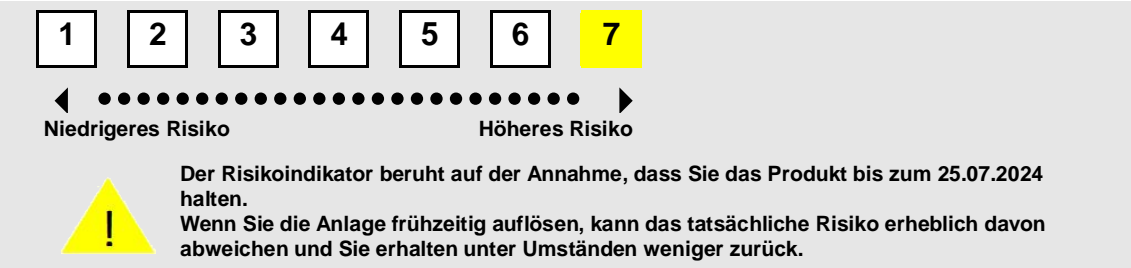 1 2 3 4 5 6 7
Niedrigeres Risiko Höheres Risiko
Der Risikoindikator beruht auf der Annahme, dass Sie das Produkt bis zum 25.07.2024
halten.
Wenn Sie die Anlage frühzeitig auflösen, kann das tatsächliche Risiko erheblich davon
abweichen und Sie erhalten unter Umständen weniger zurück.
!